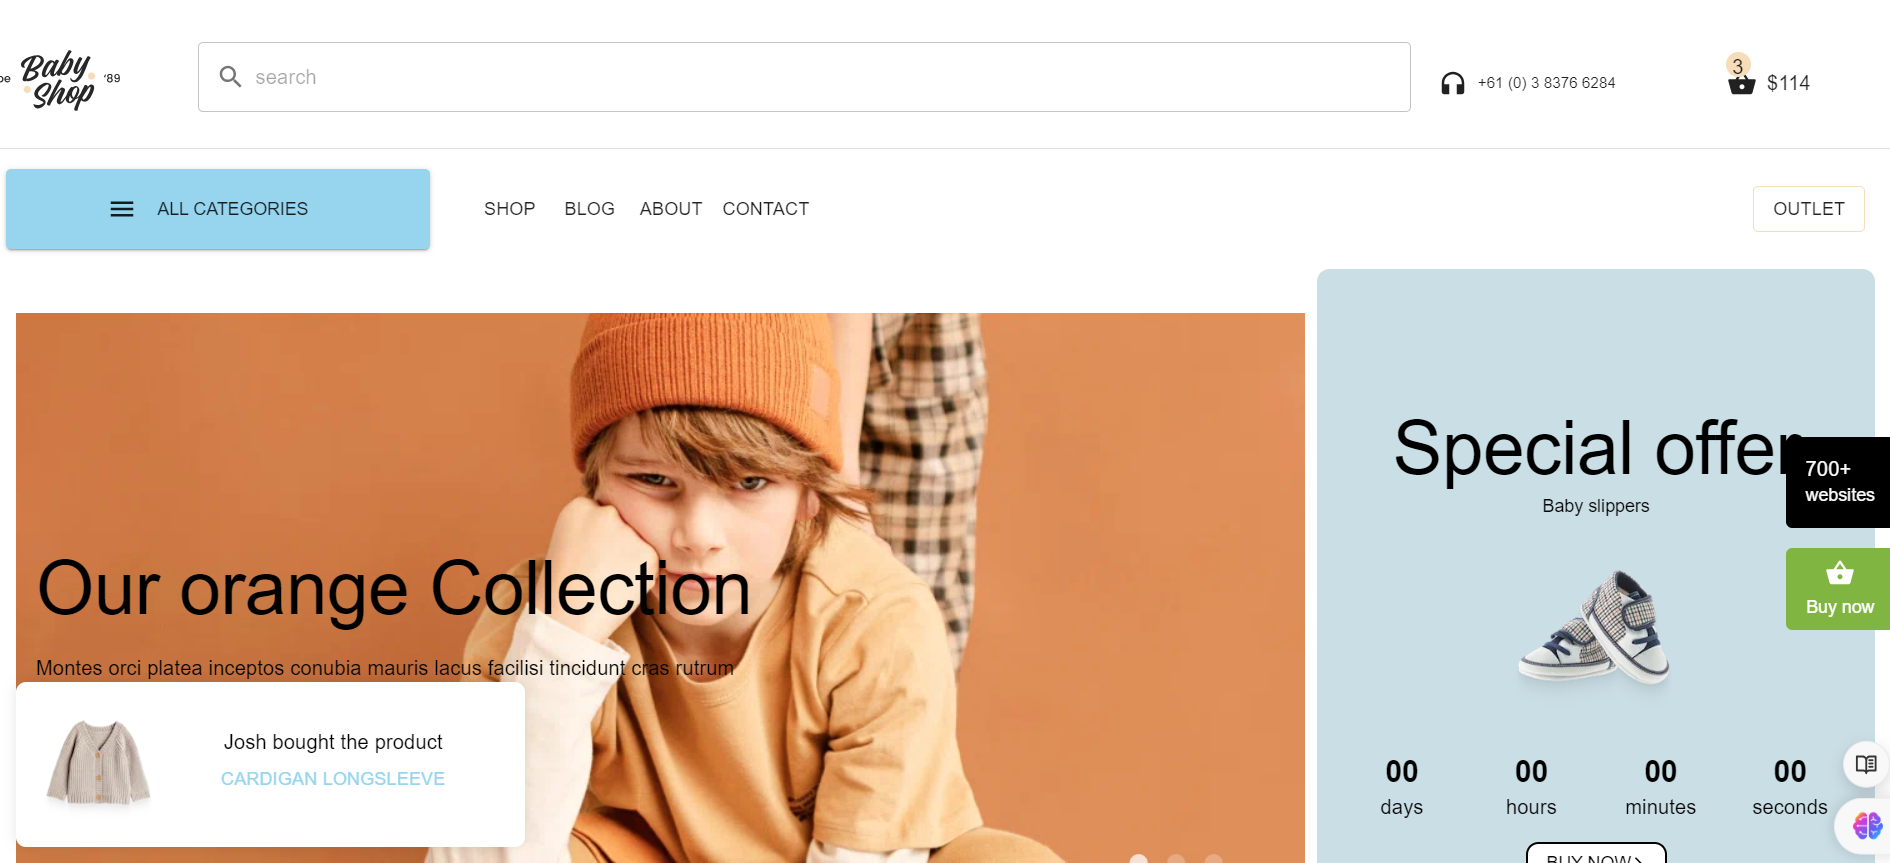 Baby Shop '89
search
+61 (0) 3 8376 6284
3
$114
ALL CATEGORIES
SHOP
BLOG
ABOUT
CONTACT
OUTLET
Our orange Collection
Montes orci platea inceptos conubia mauris lacus facilisi tincidunt cras rutrum
Josh bought the product
CARDIGAN LONGSLEEVE
Special offer
Baby slippers
00 00 00 00
days hours minutes seconds
BUY NOW
700+
websites
Buy now